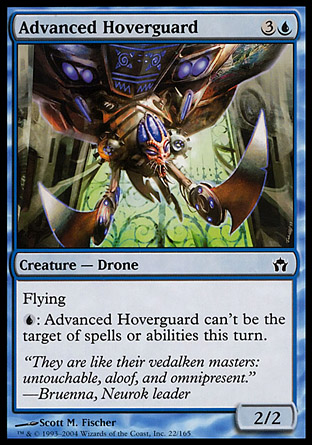 Advanced Hoverguard 3
Creature — Drone
Flying
: Advanced Hoverguard can't be the
target of spells or abilities this turn.
"They are like their vedalken masters:
untouchable, aloof, and omnipresent."
—Bruenna, Neurok leader
Scott M. Fischer
™ & © 1993–2004 Wizards of the Coast, Inc. 22/165
2/2